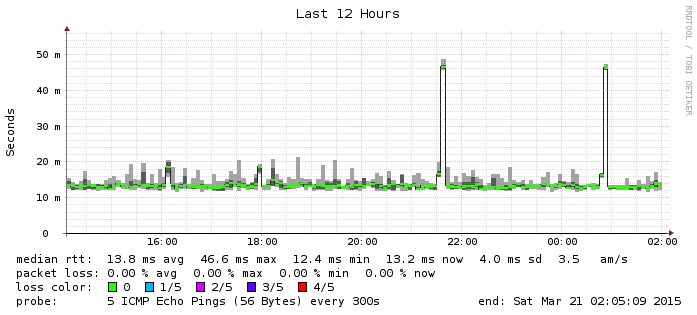 Last 12 Hours
RRDTOOL / TOBI OETIKER
Seconds
50 m
40 m
30 m
20 m
10 m
0
16:00 18:00 20:00 22:00 00:00 02:00
median rtt: 13.8 ms avg 46.6 ms max 12.4 ms min 13.2 ms now 4.0 ms sd 3.5 am/s
packet loss: 0.00 % avg 0.00 % max 0.00 % min 0.00 % now
loss color: 0 1/5 2/5 3/5 4/5
probe: 5 ICMP Echo Pings (56 Bytes) every 300s end: Sat Mar 21 02:05:09 2015